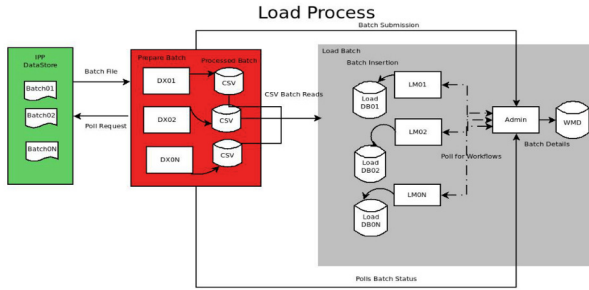 Load Process
Batch Submission
IPP
DataStore
Batch01
Batch02
Batch0N
Batch File
Poll Request
Prepare Batch
Processed Batch
DX01
DX02
DX0N
CSV
CSV
CSV
CSV Batch Reads
Load Batch
Batch Insertion
Load
DB01
Load
DB02
Load
DB0N
LM01
LM02
LM0N
Poll for Workflows
Admin
WMD
Batch Details
Polls Batch Status